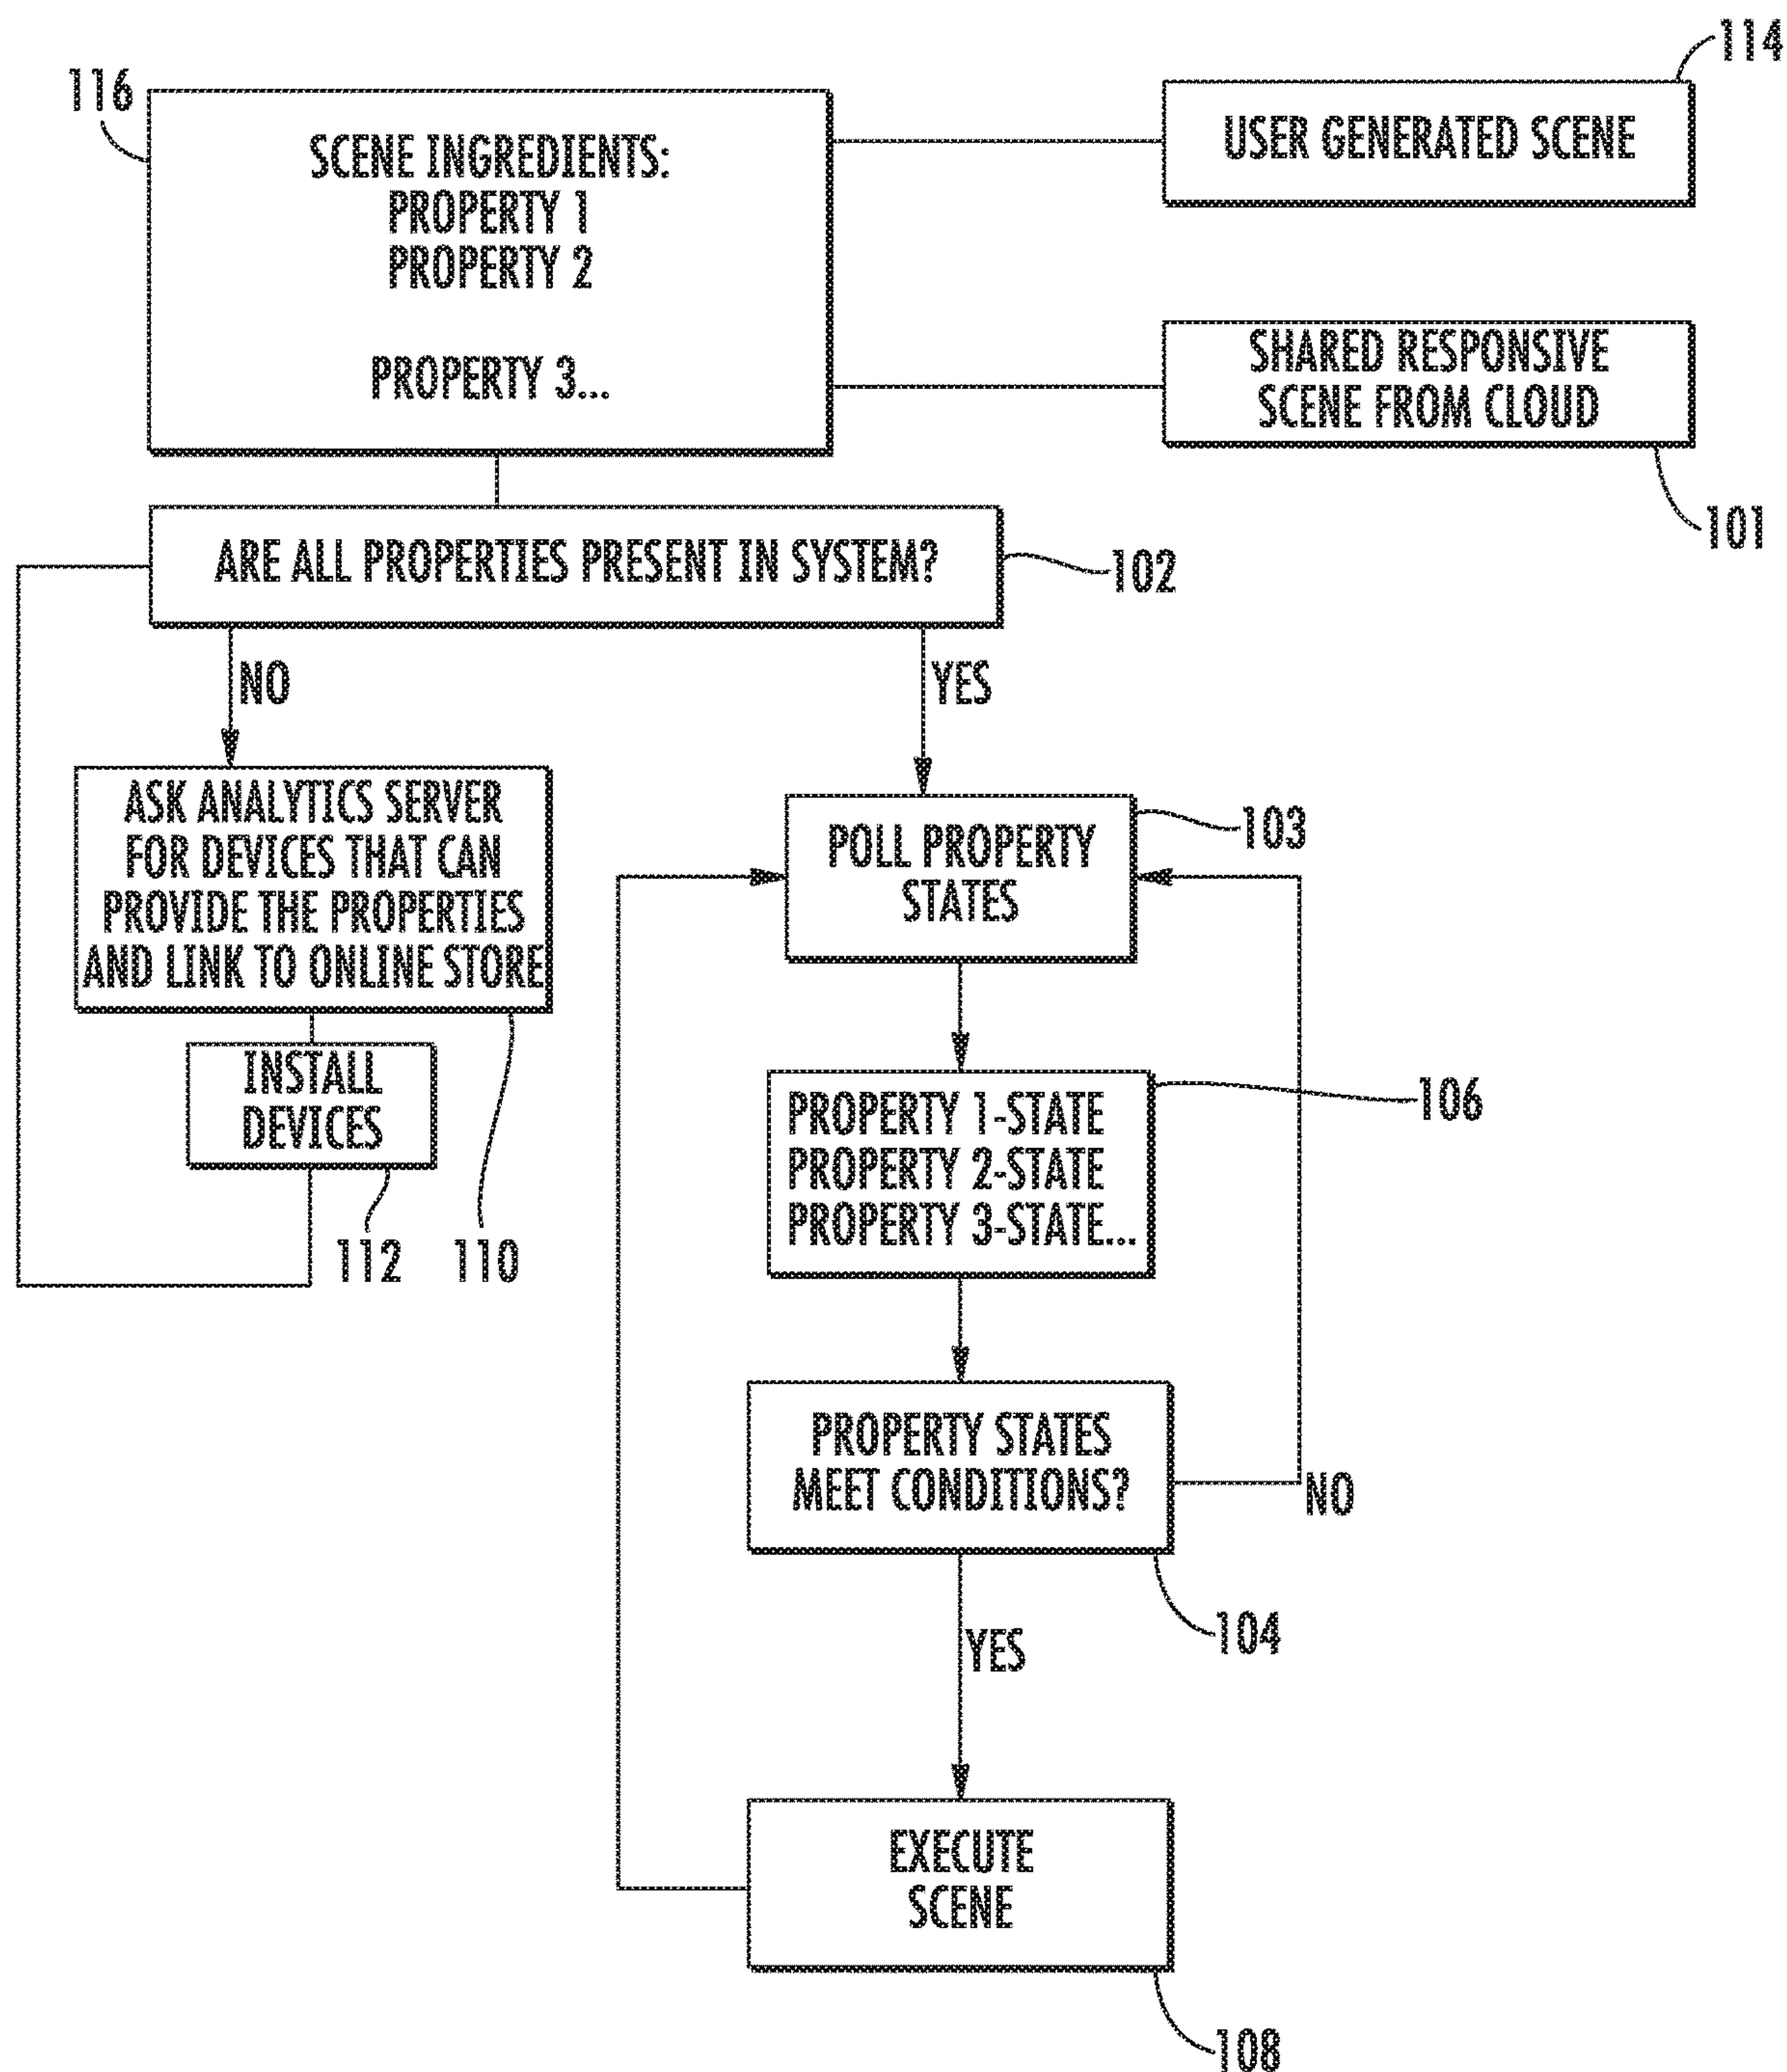 114
116
SCENE INGREDIENTS:
PROPERTY 1
PROPERTY 2
PROPERTY 3...
USER GENERATED SCENE
SHARED RESPONSIVE
SCENE FROM CLOUD
101
ARE ALL PROPERTIES PRESENT IN SYSTEM?
102
NO
YES
ASK ANALYTICS SERVER
FOR DEVICES THAT CAN
PROVIDE THE PROPERTIES
AND LINK TO ONLINE STORE
POLL PROPERTY
STATES
103
INSTALL
DEVICES
112
110
PROPERTY 1-STATE
PROPERTY 2-STATE
PROPERTY 3-STATE...
106
PROPERTY STATES
MEET CONDITIONS?
NO
104
YES
EXECUTE
SCENE
108